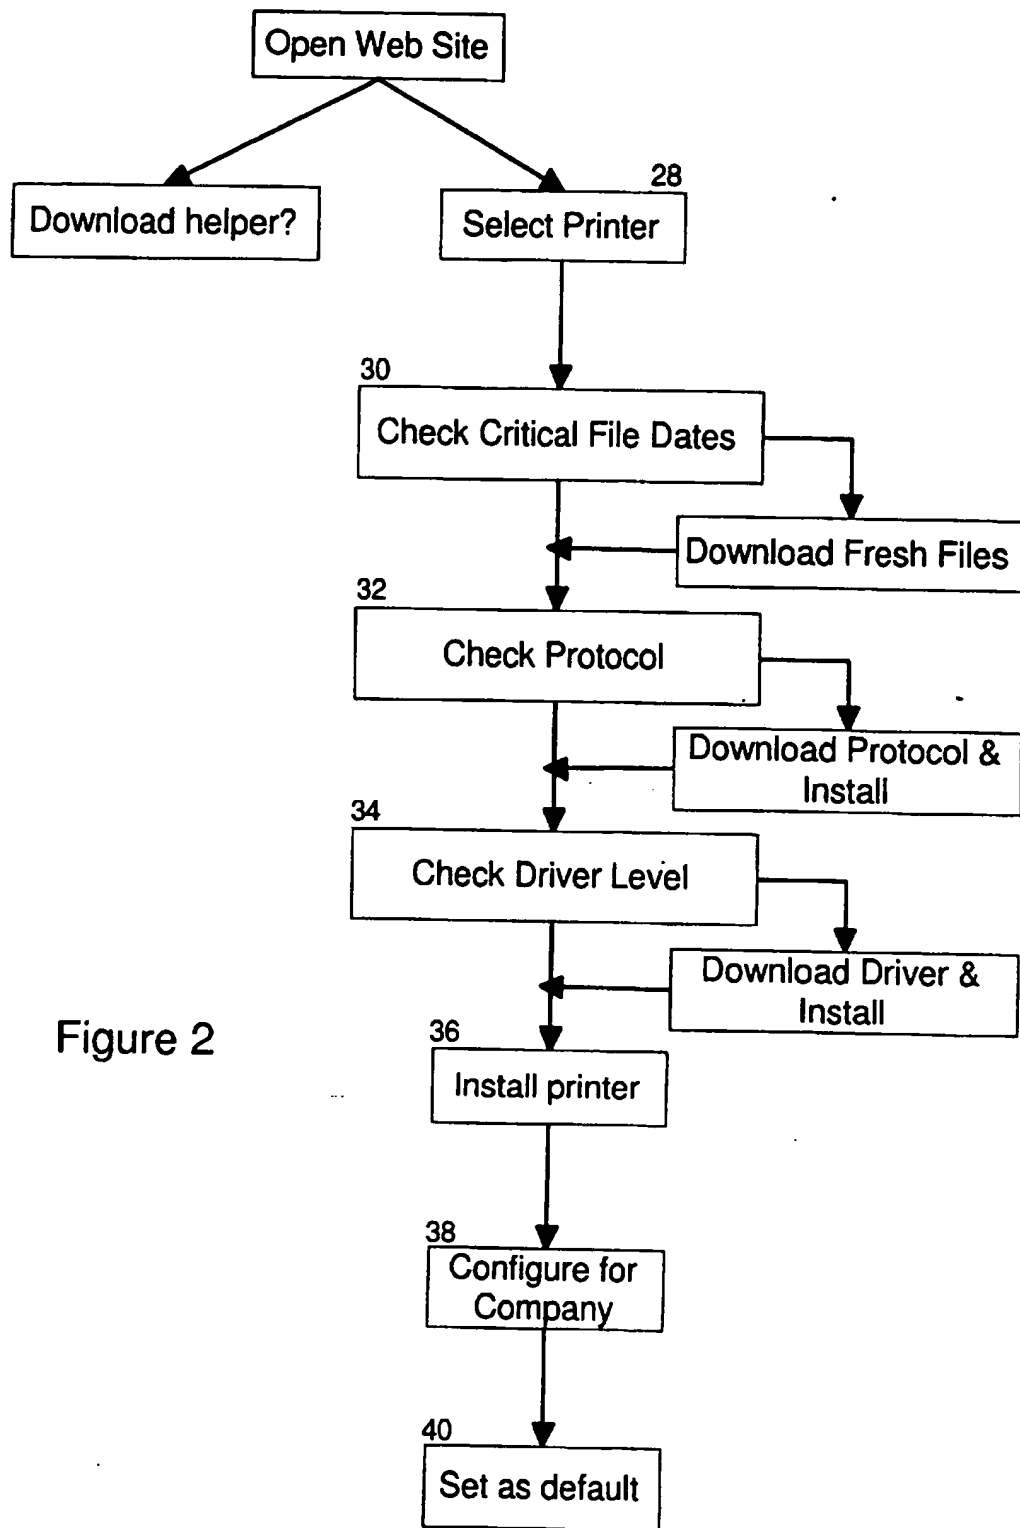 Open Web Site
Download helper?
28
Select Printer
30
Check Critical File Dates
Download Fresh Files
32
Check Protocol
Download Protocol &
Install
34
Check Driver Level
Download Driver &
Install
Figure 2
36
Install printer
38
Configure for
Company
40
Set as default